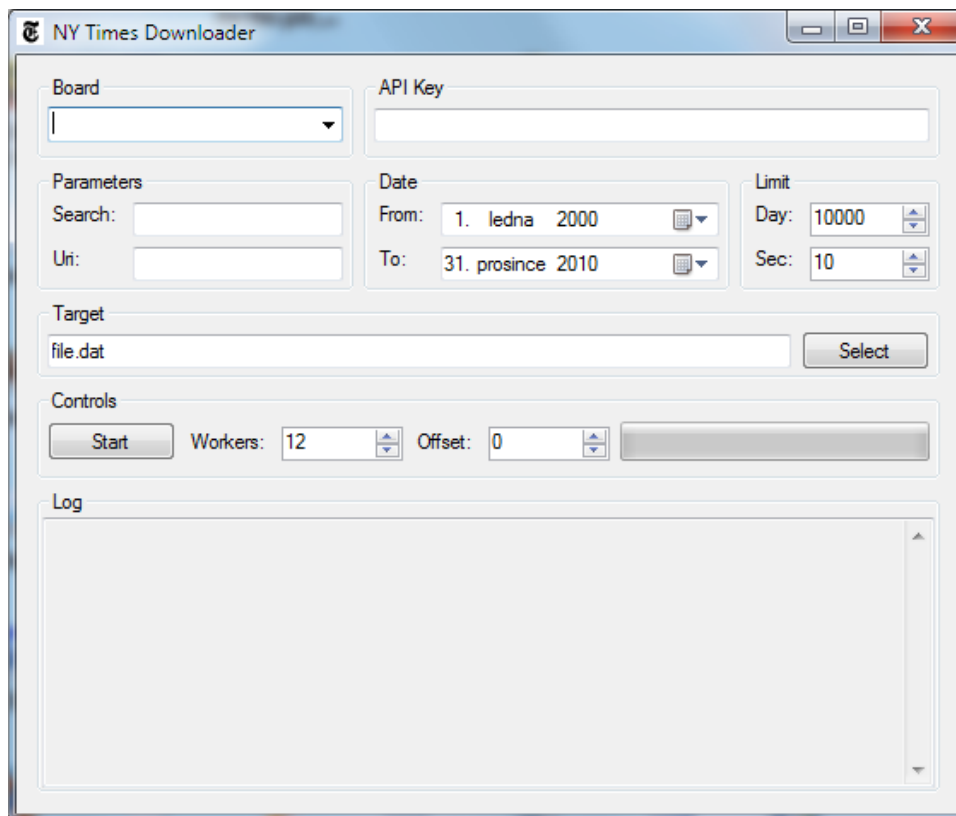 NY Times Downloader
Board
API Key
Parameters
Date
Limit
Search:
From:
1. ledna 2000
Day:
10000
Uri:
To:
31. prosince 2010
Sec:
10
Target
file.dat
Select
Controls
Start
Workers:
12
Offset:
0
Log